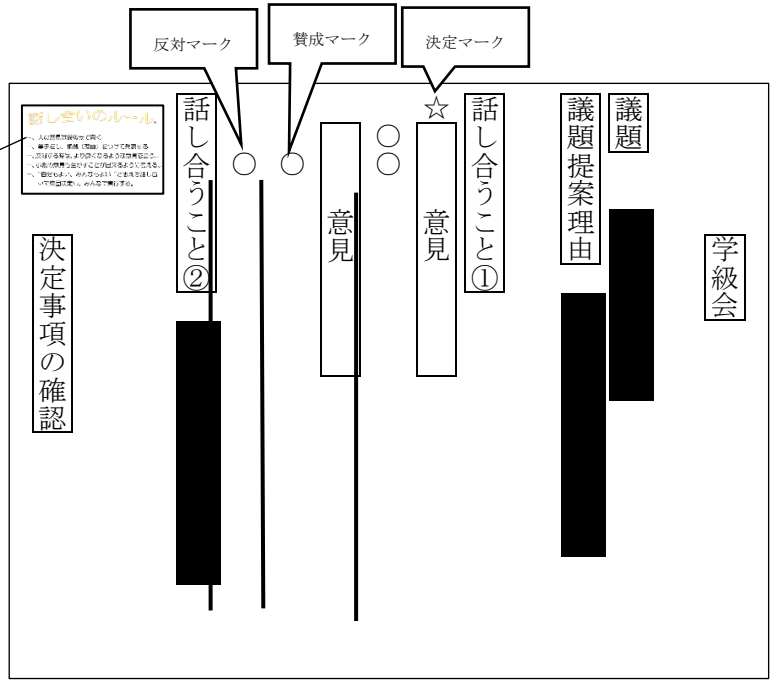 反対マーク
賛成マーク
決定マーク
学級会
議題
議題提案理由
話し合うこと①
☆
意見
○○
意見
○
○
話し合うこと②
話し合いのルール
決定事項の確認